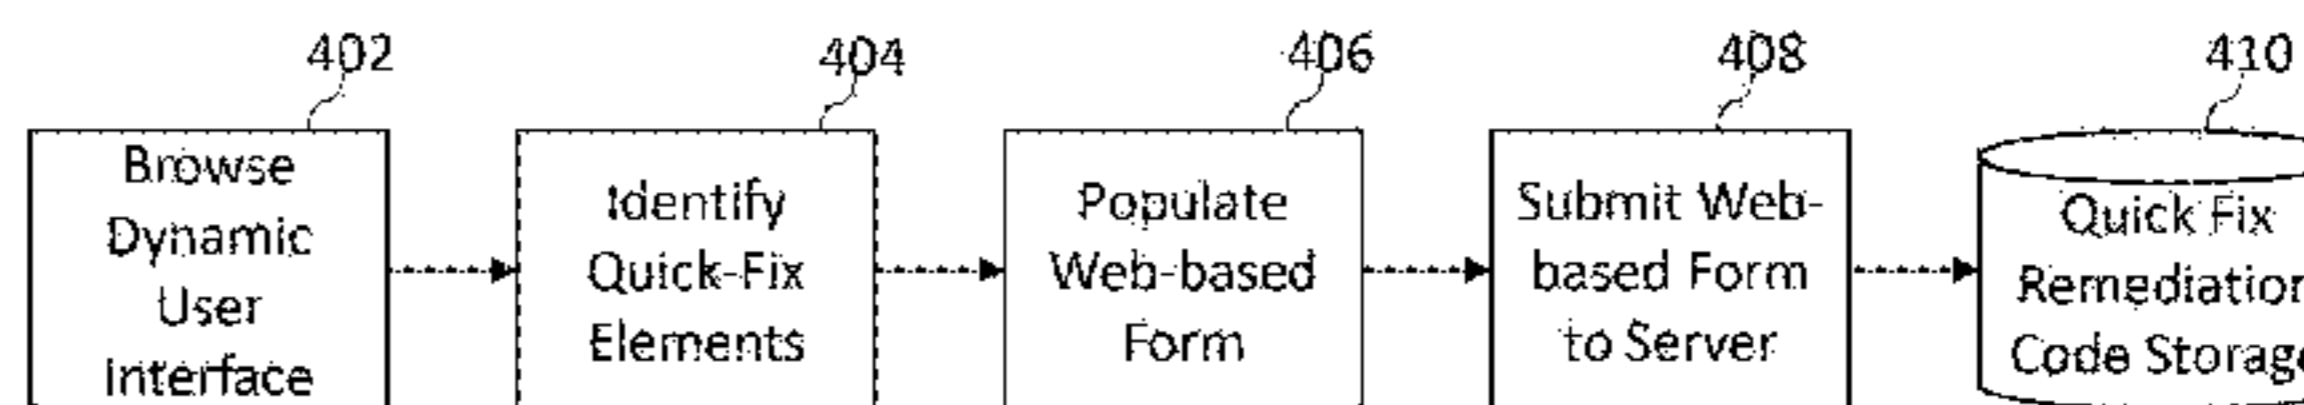 402
404
406
408
410
Browse
Dynamic
User
Interface
Identify
Quick-Fix
Elements
Populate
Web-based
Form
Submit Web-
based Form
to Server
Quick Fix
Remediation
Code Storage